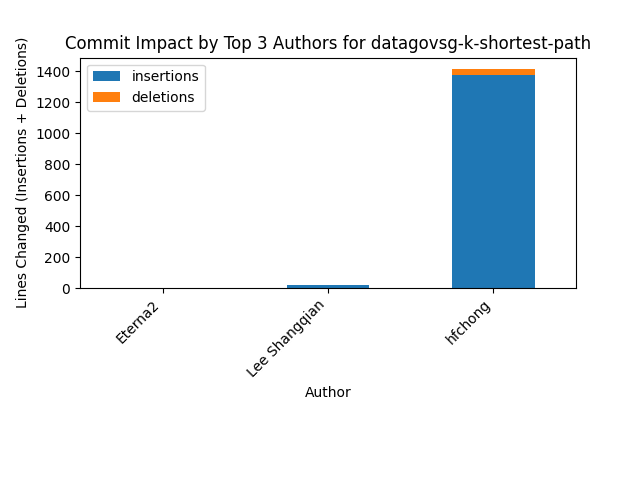 Commit Impact by Top 3 Authors for datagovsg-k-shortest-path
Lines Changed (Insertions + Deletions)
1400
1200
1000
800
600
400
200
0
insertions
deletions
Eterna2
Lee Shangqian
hfchong
Author